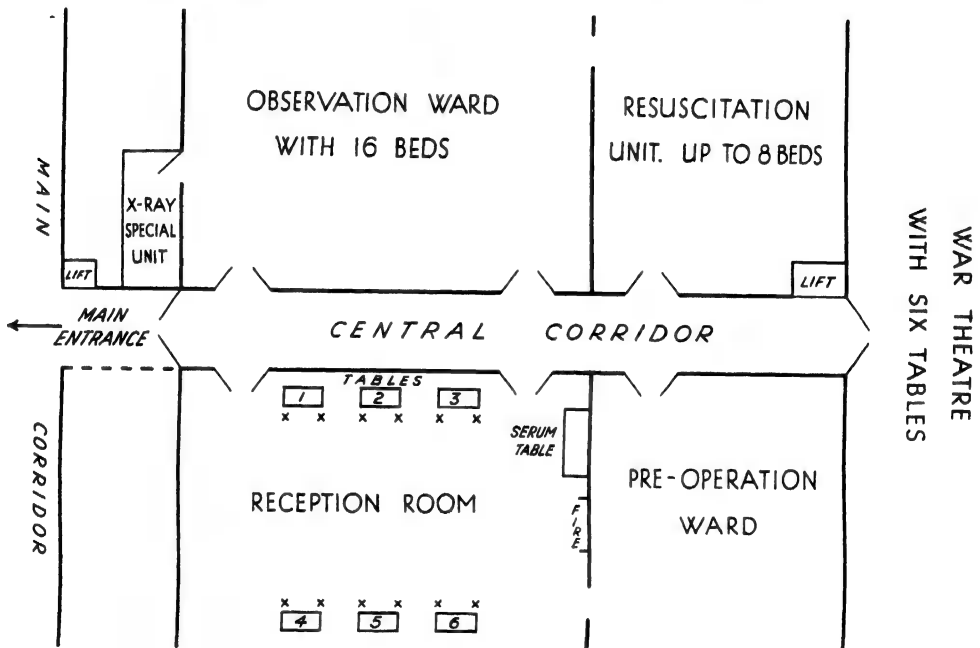 OBSERVATION WARD
WITH 16 BEDS
RESUSCITATION
UNIT. UP TO 8 BEDS
MAIN
X-RAY
SPECIAL
UNIT
LIFT
LIFT
MAIN
ENTRANCE
CENTRAL CORRIDOR
WAR THEATRE
WITH SIX TABLES
TABLES
1 2 3
x x x x x x
SERUM
TABLE
CORRIDOR
RECEPTION ROOM
FIRE
PRE-OPERATION
WARD
x x x x x x
4 5 6